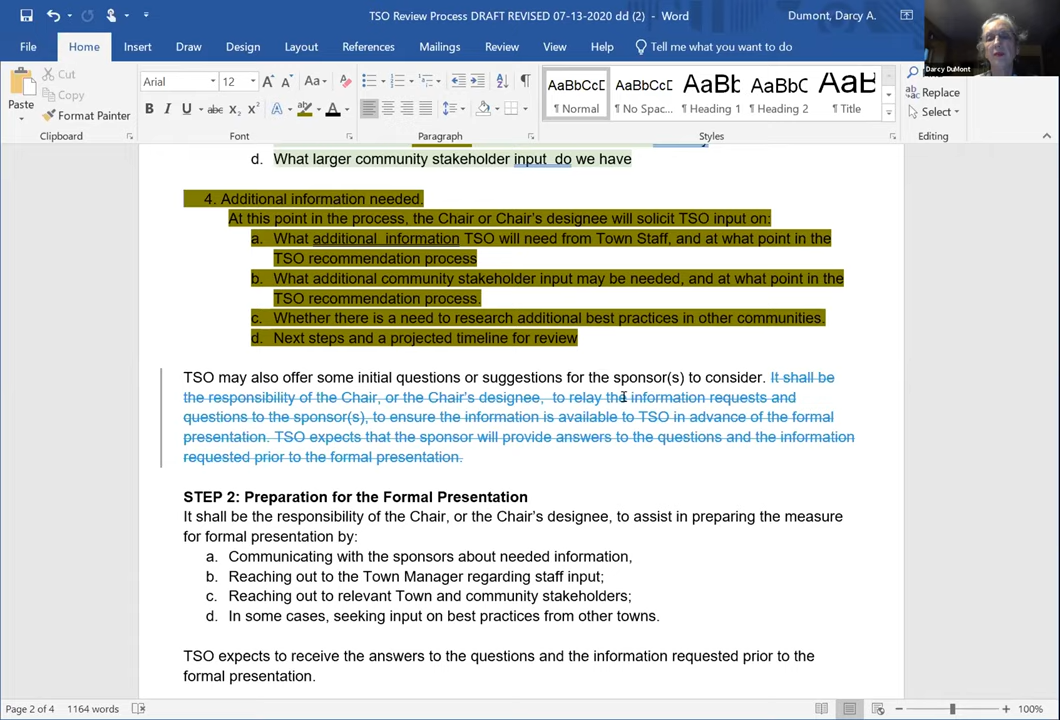 TSO Review Process DRAFT REVISED 07-13-2020 dd (2) - Word
Dumont, Darcy A.
File Home Insert Draw Design Layout References Mailings Review View Help Tell me what you want to do
Darcy DuMont
Paste
Cut
Copy
Format Painter
Clipboard
Arial
12
Font
Paragraph
AaBbCcD AaBbCcD AaBb AaBbC AaB
¶ Normal ¶ No Spac... ¶ Heading 1 ¶ Heading 2 ¶ Title
Styles
Replace
Select
Editing
d. What larger community stakeholder input do we have
4. Additional information needed.
At this point in the process, the Chair or Chair's designee will solicit TSO input on:
a. What additional information TSO will need from Town Staff, and at what point in the
TSO recommendation process
b. What additional community stakeholder input may be needed, and at what point in the
TSO recommendation process.
c. Whether there is a need to research additional best practices in other communities.
d. Next steps and a projected timeline for review
TSO may also offer some initial questions or suggestions for the sponsor(s) to consider. It shall be
the responsibility of the Chair, or the Chair's designee, to relay the information requests and
questions to the sponsor(s), to ensure the information is available to TSO in advance of the formal
presentation. TSO expects that the sponsor will provide answers to the questions and the information
requested prior to the formal presentation.
STEP 2: Preparation for the Formal Presentation
It shall be the responsibility of the Chair, or the Chair's designee, to assist in preparing the measure
for formal presentation by:
a. Communicating with the sponsors about needed information,
b. Reaching out to the Town Manager regarding staff input;
c. Reaching out to relevant Town and community stakeholders;
d. In some cases, seeking input on best practices from other towns.
TSO expects to receive the answers to the questions and the information requested prior to the
formal presentation.
Page 2 of 4 1164 words
100%